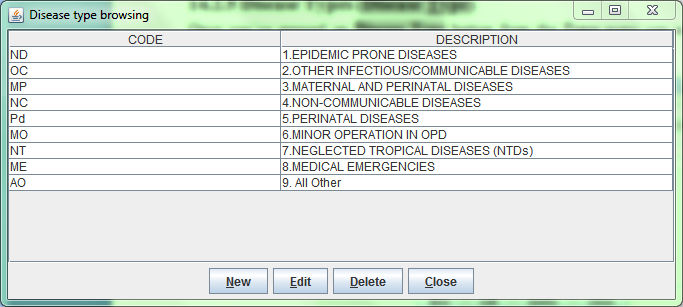 Disease type browsing
CODE DESCRIPTION
ND 1.EPIDEMIC PRONE DISEASES
OC 2.OTHER INFECTIOUS/COMMUNICABLE DISEASES
MP 3.MATERNAL AND PERINATAL DISEASES
NC 4.NON-COMMUNICABLE DISEASES
Pd 5.PERINATAL DISEASES
MO 6.MINOR OPERATION IN OPD
NT 7.NEGLECTED TROPICAL DISEASES (NTDs)
ME 8.MEDICAL EMERGENCIES
AO 9. All Other
New Edit Delete Close